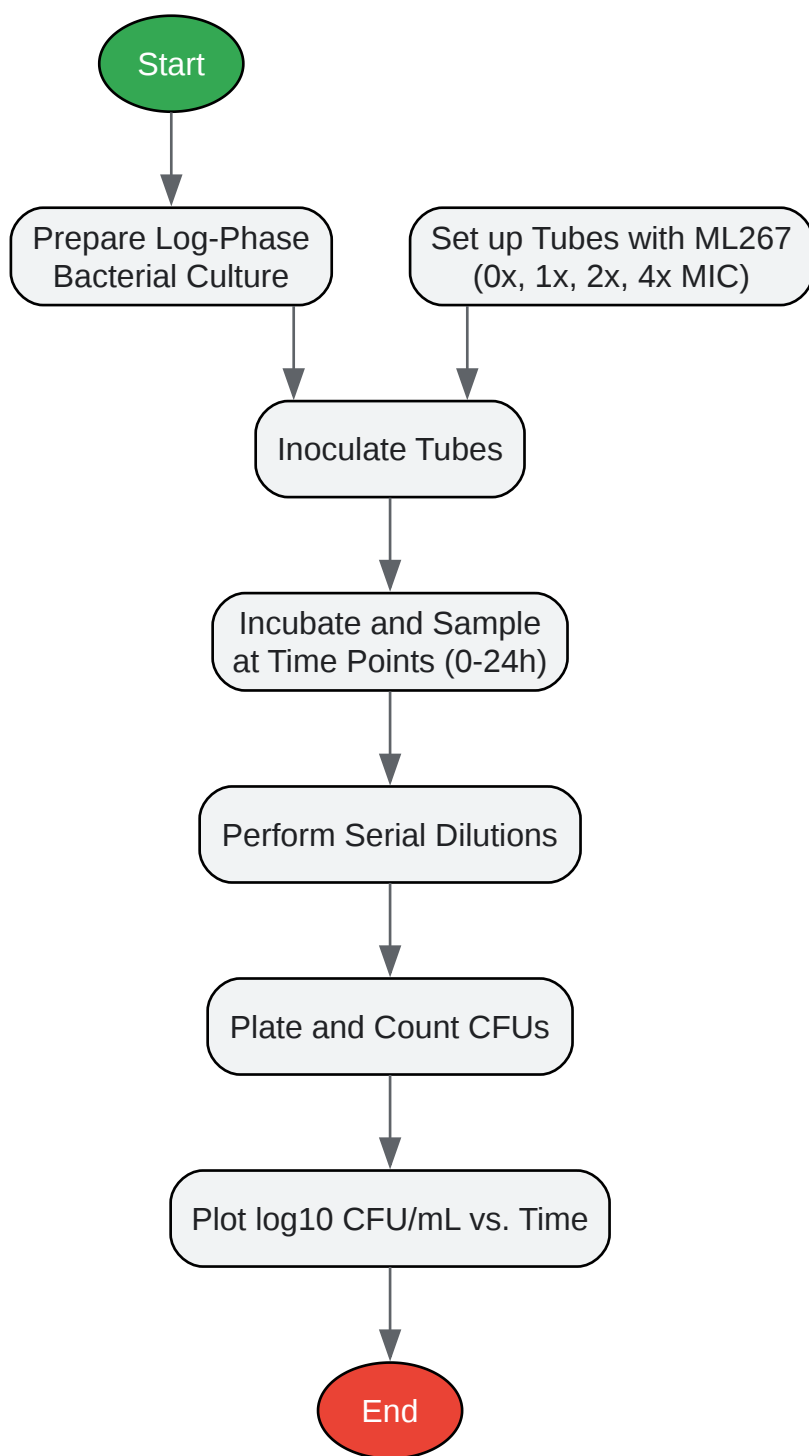 Start
Prepare Log-Phase
Bacterial Culture
Set up Tubes with ML267
(0x, 1x, 2x, 4x MIC)
Inoculate Tubes
Incubate and Sample
at Time Points (0-24h)
Perform Serial Dilutions
Plate and Count CFUs
Plot log10 CFU/mL vs. Time
End